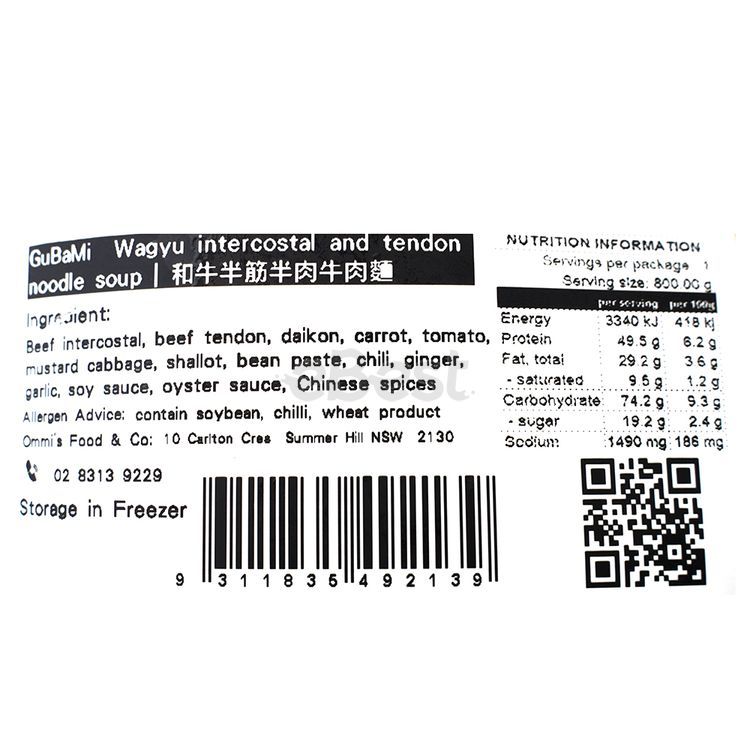 GuBaMi Wagyu intercostal and tendon
noodle soup | 和牛半筋半肉牛肉麵
Ingredient:
Beef intercostal, beef tendon, daikon, carrot, tomato,
mustard cabbage, shallot, bean paste, chili, ginger,
garlic, soy sauce, oyster sauce, Chinese spices
Allergen Advice: contain soybean, chilli, wheat product
Ommi's Food & Co: 10 Carlton Cres Summer Hill NSW 2130
02 8313 9229
Storage in Freezer
9 311835 492139
NUTRITION INFORMATION
Servings per package 1
Serving size: 800.00 g
per serving per 100g
Energy 3340 kJ 418 kj
Protein 49.5 g 6.2 g
Fat, total 29.2 g 3.6 g
- saturated 9.5 g 1.2 g
Carbohydrate 74.2 g 9.3 g
- sugar 19.2 g 2.4 g
Sodium 1490 mg 186 mg
eBest